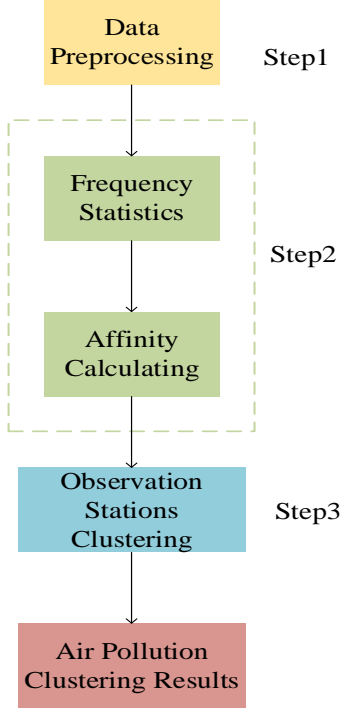 Data
Preprocessing
Step1
Frequency
Statistics
Step2
Affinity
Calculating
Observation
Stations
Clustering
Step3
Air Pollution
Clustering Results